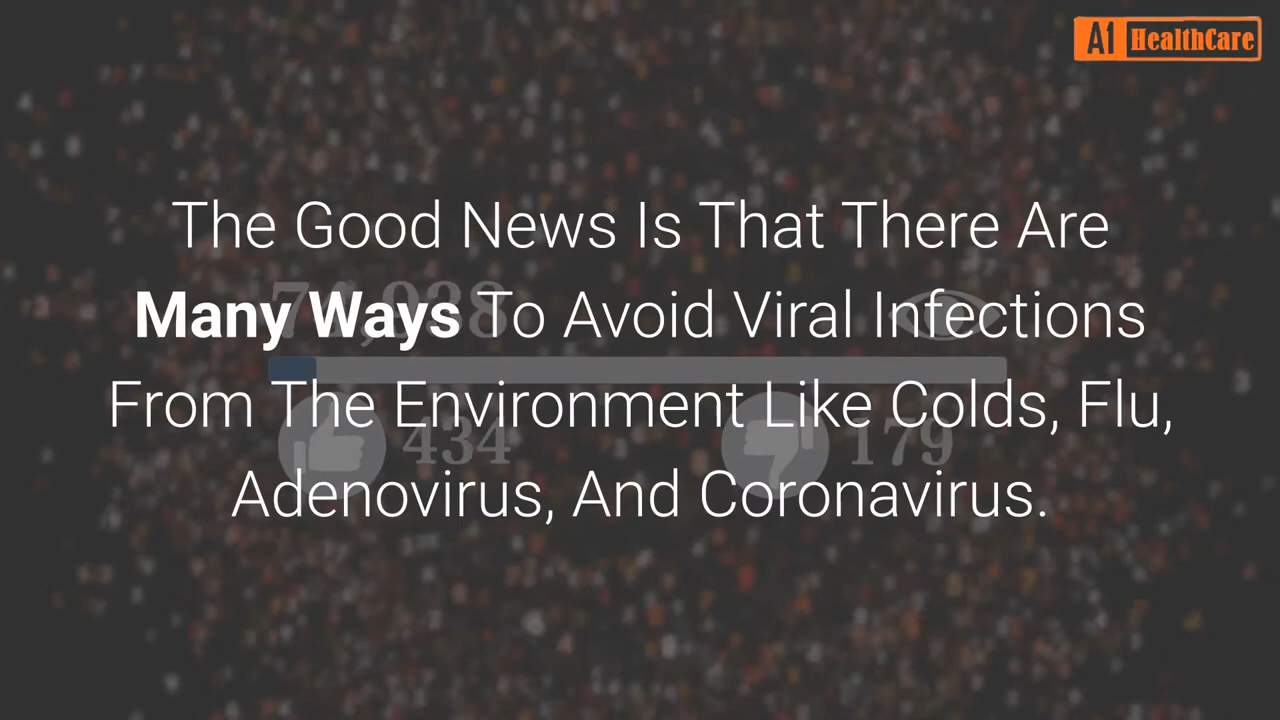 A1 HealthCare
The Good News Is That There Are
Many Ways To Avoid Viral Infections
From The Environment Like Colds, Flu,
Adenovirus, And Coronavirus.
434
179